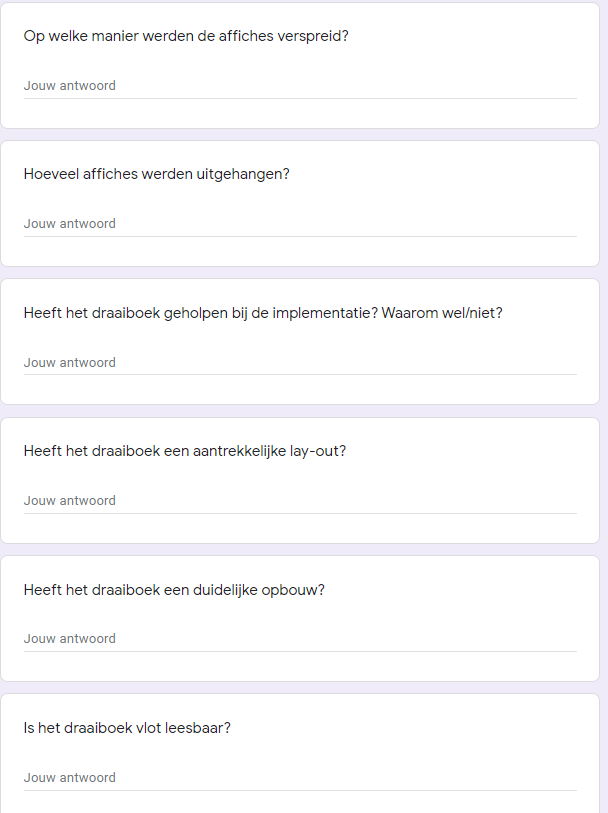 Op welke manier werden de affiches verspreid?
Jouw antwoord
Hoeveel affiches werden uitgehangen?
Jouw antwoord
Heeft het draaiboek geholpen bij de implementatie? Waarom wel/niet?
Jouw antwoord
Heeft het draaiboek een aantrekkelijke lay-out?
Jouw antwoord
Heeft het draaiboek een duidelijke opbouw?
Jouw antwoord
Is het draaiboek vlot leesbaar?
Jouw antwoord